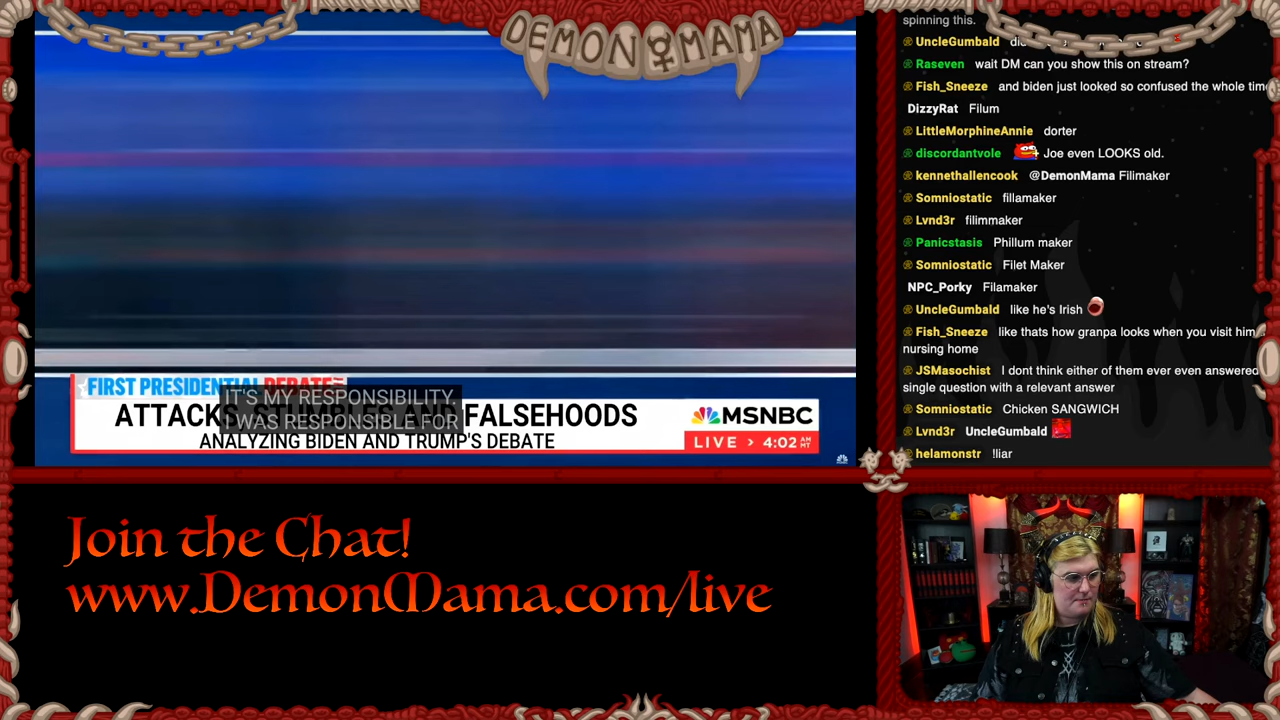 DEMON MAMA
FIRST PRESIDENTIAL DEBATE
IT'S MY RESPONSIBILITY.
I WAS RESPONSIBLE FOR
ATTACKS, STUMBLES AND FALSEHOODS
ANALYZING BIDEN AND TRUMP'S DEBATE
MSNBC
LIVE > 4:02 AM MT
Join the Chat!
www.DemonMama.com/live
spinning this.
UncleGumbald
Raseven wait DM can you show this on stream?
Fish_Sneeze and biden just looked so confused the whole time
DizzyRat Filum
LittleMorphineAnnie dorter
discordantvole Joe even LOOKS old.
kennethallencook @DemonMama Filimaker
Somniostatic fillamaker
Lvnd3r filimmaker
Panicstasis Phillum maker
Somniostatic Filet Maker
NPC_Porky Filamaker
UncleGumbald like he's Irish
Fish_Sneeze like thats how granpa looks when you visit him
nursing home
JSMasochist I dont think either of them ever even answered
single question with a relevant answer
Somniostatic Chicken SANGWICH
Lvnd3r UncleGumbald
helamonstr !liar